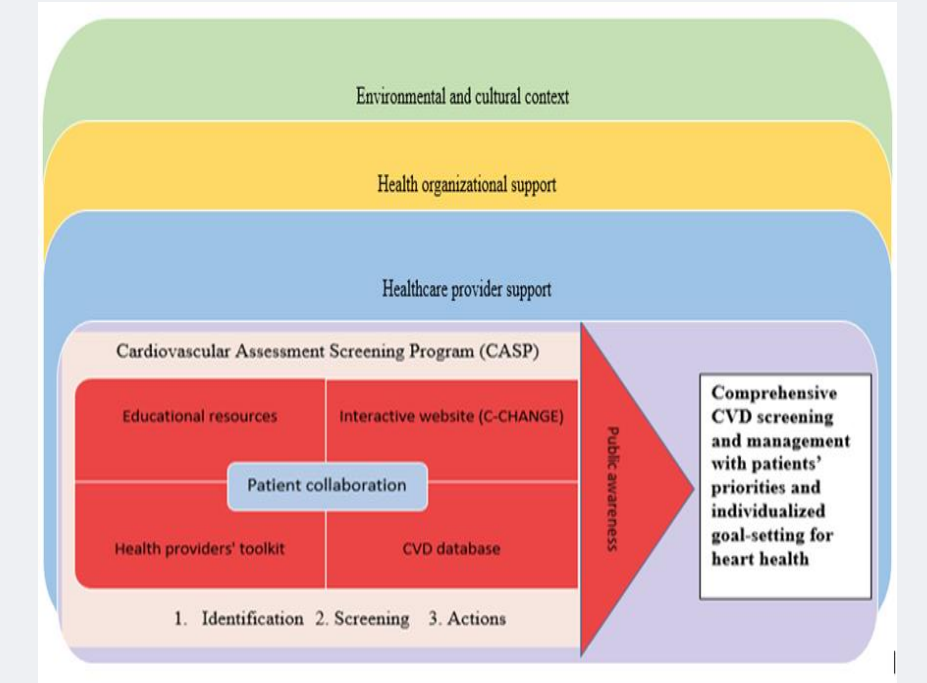 Environmental and cultural context
Health organizational support
Healthcare provider support
Cardiovascular Assessment Screening Program (CASP)
Educational resources
Interactive website (C-CHANGE)
Patient collaboration
Health providers' toolkit
CVD database
1. Identification 2. Screening 3. Actions
Public awareness
Comprehensive
CVD screening
and management
with patients’
priorities and
individualized
goal-setting for
heart health